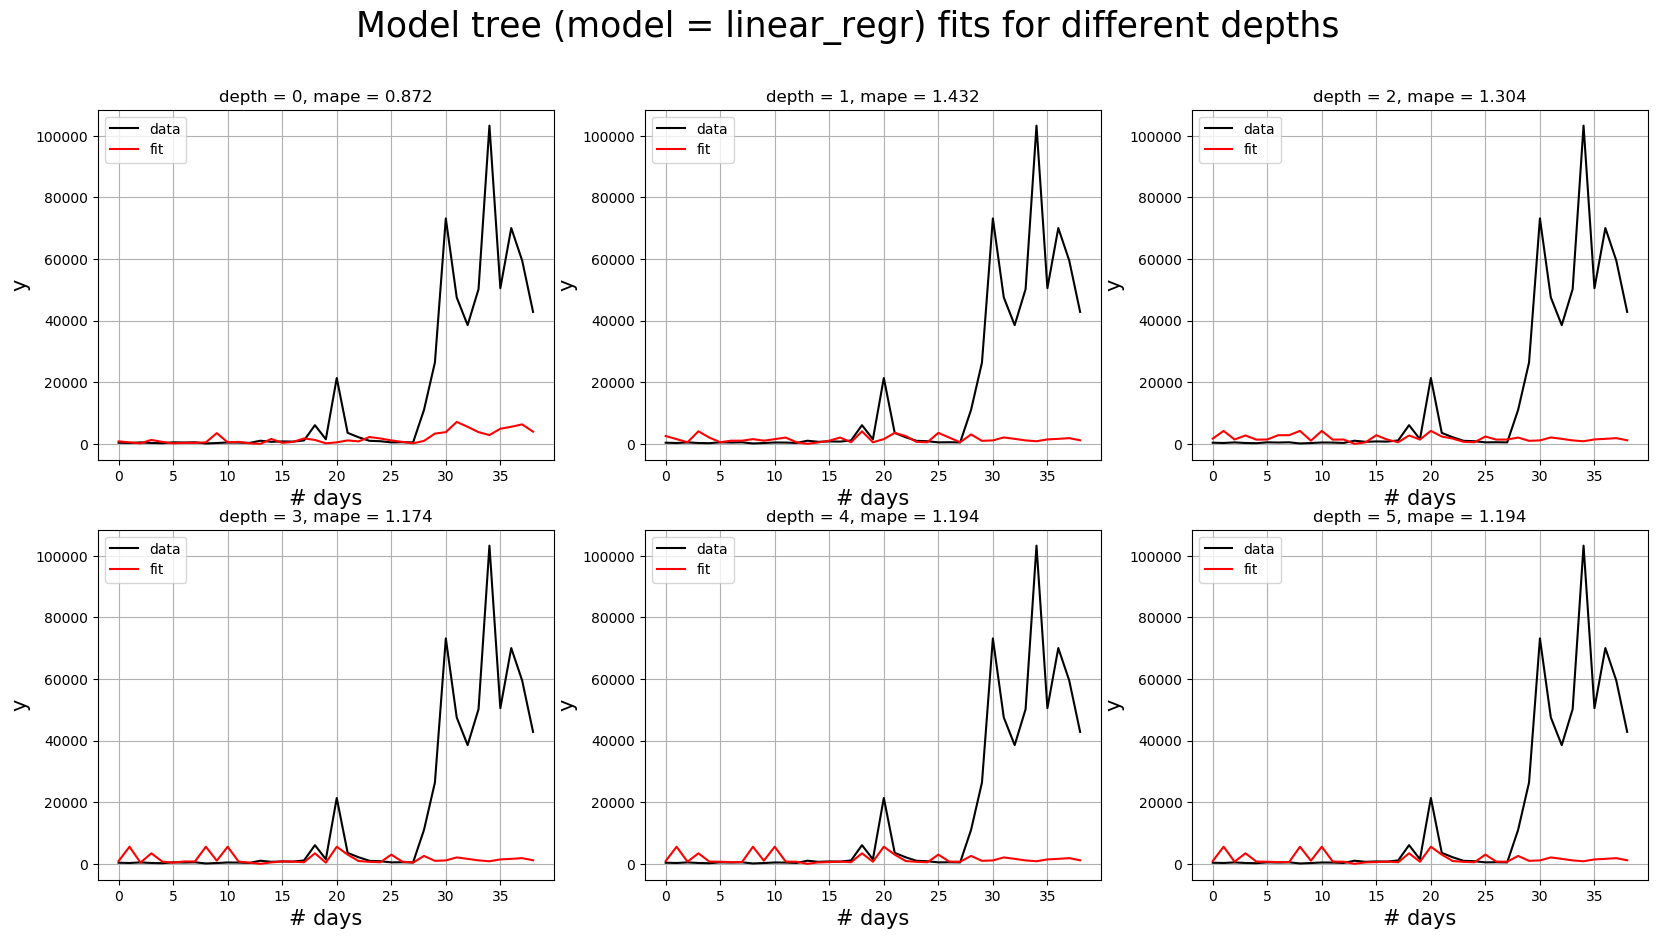 Model tree (model = linear_regr) fits for different depths
depth = 0, mape = 0.872
data
fit
y
100000
80000
60000
40000
20000
0
0 5 10 15 20 25 30 35
# days
depth = 1, mape = 1.432
data
fit
y
100000
80000
60000
40000
20000
0
0 5 10 15 20 25 30 35
# days
depth = 2, mape = 1.304
data
fit
y
100000
80000
60000
40000
20000
0
0 5 10 15 20 25 30 35
# days
depth = 3, mape = 1.174
data
fit
y
100000
80000
60000
40000
20000
0
0 5 10 15 20 25 30 35
# days
depth = 4, mape = 1.194
data
fit
y
100000
80000
60000
40000
20000
0
0 5 10 15 20 25 30 35
# days
depth = 5, mape = 1.194
data
fit
y
100000
80000
60000
40000
20000
0
0 5 10 15 20 25 30 35
# days